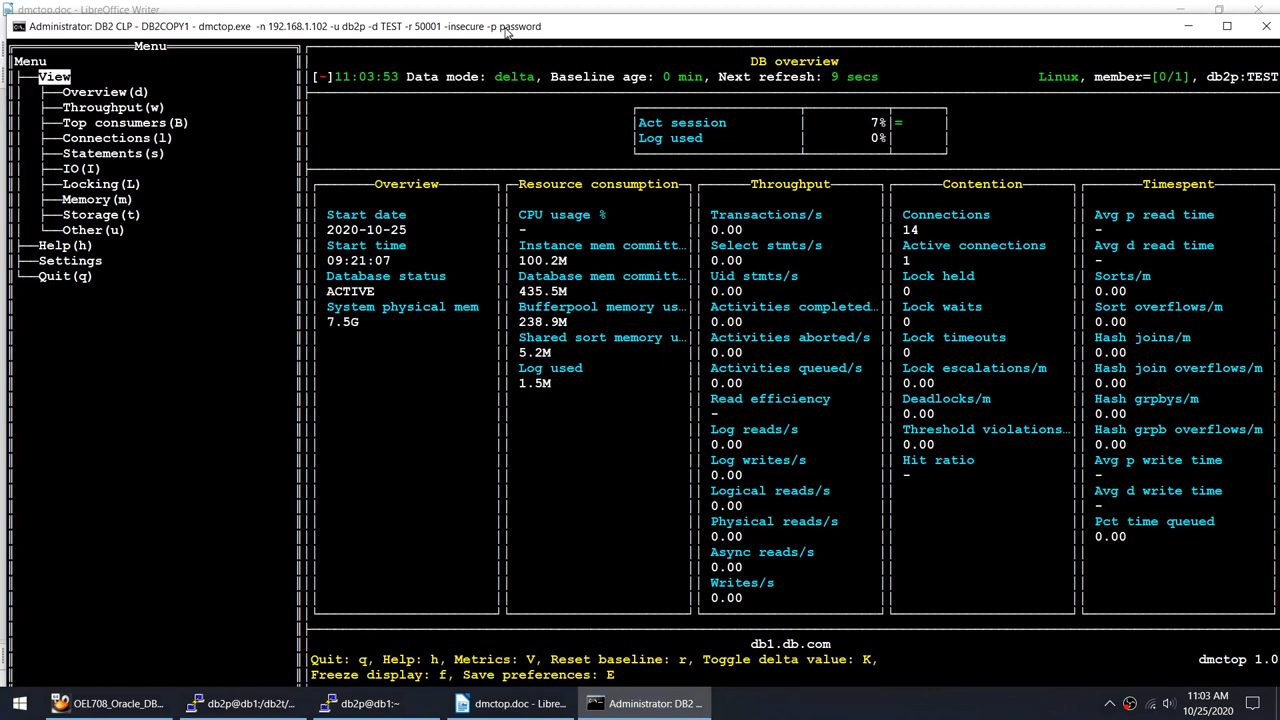 dmctop.doc - LibreOffice Writer
Administrator: DB2 CLP - DB2COPY1 - dmctop.exe -n 192.168.1.102 -u db2p -d TEST -r 50001 -insecure -p password
Menu
Menu
View
Overview(d)
Throughput(w)
Top consumers(B)
Connections(l)
Statements(s)
IO(I)
Locking(L)
Memory(m)
Storage(t)
Other(u)
Help(h)
Settings
Quit(q)
DB overview
[-]11:03:53 Data mode: delta, Baseline age: 0 min, Next refresh: 9 secs Linux, member=[0/1], db2p:TEST
Act session 7% =
Log used 0%
Overview
Start date
2020-10-25
Start time
09:21:07
Database status
ACTIVE
System physical mem
7.5G
Resource consumption
CPU usage %
-
Instance mem committ…
100.2M
Database mem committ…
435.5M
Bufferpool memory us…
238.9M
Shared sort memory u…
5.2M
Log used
1.5M
Throughput
Transactions/s
0.00
Select stmts/s
0.00
Uid stmts/s
0.00
Activities completed…
0.00
Activities aborted/s
0.00
Activities queued/s
0.00
Read efficiency
-
Log reads/s
0.00
Log writes/s
0.00
Logical reads/s
0.00
Physical reads/s
0.00
Async reads/s
0.00
Writes/s
0.00
Contention
Connections
14
Active connections
1
Lock held
0
Lock waits
0
Lock timeouts
0
Lock escalations/m
0.00
Deadlocks/m
0.00
Threshold violations…
0.00
Hit ratio
-
Timespent
Avg p read time
-
Avg d read time
-
Sorts/m
0.00
Sort overflows/m
0.00
Hash joins/m
0.00
Hash join overflows/m
0.00
Hash grpbys/m
0.00
Hash grpb overflows/m
0.00
Avg p write time
-
Avg d write time
-
Pct time queued
0.00
db1.db.com
Quit: q, Help: h, Metrics: V, Reset baseline: r, Toggle delta value: K, dmctop 1.0
Freeze display: f, Save preferences: E
OEL708_Oracle_DB... db2p@db1:/db2t/... db2p@db1:~ dmctop.doc - Libre... Administrator: DB2 ... 11:03 AM
10/25/2020